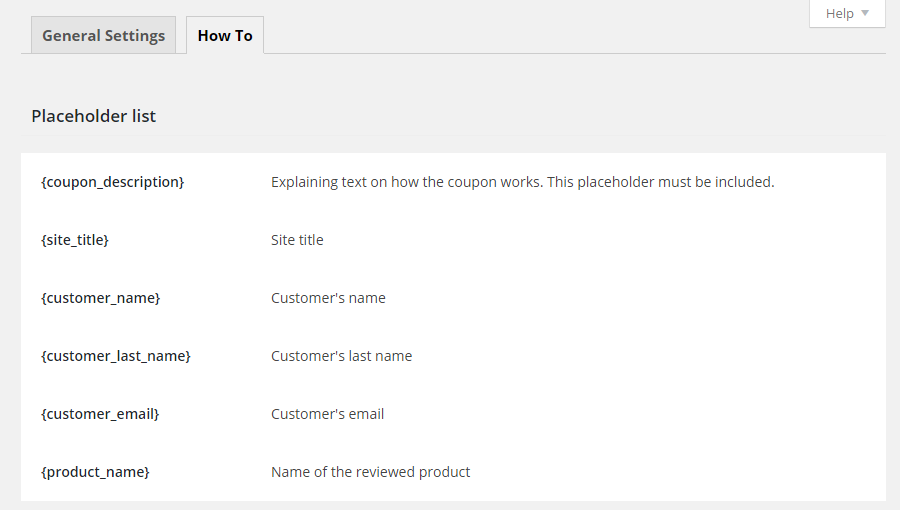 Help
General Settings
How To
Placeholder list
{coupon_description} Explaining text on how the coupon works. This placeholder must be included.
{site_title} Site title
{customer_name} Customer's name
{customer_last_name} Customer's last name
{customer_email} Customer's email
{product_name} Name of the reviewed product